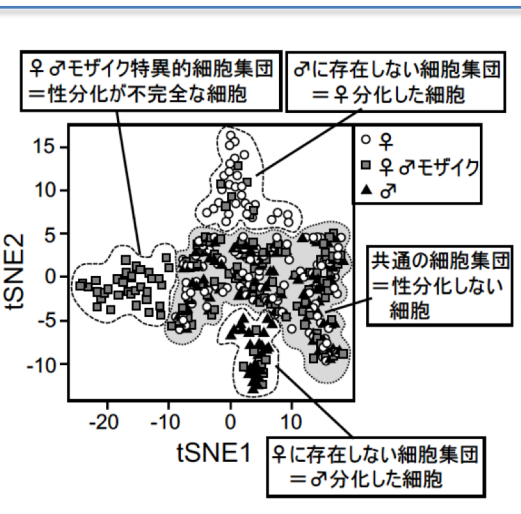 ♀♂モザイク特異的細胞集団
＝性分化が不完全な細胞
♂に存在しない細胞集団
＝♀分化した細胞
♀
♀♂モザイク
♂
共通の細胞集団
＝性分化しない
細胞
tSNE2
15
10
5
0
-5
-10
-20
-10
0
10
tSNE1
♀に存在しない細胞集団
＝♂分化した細胞